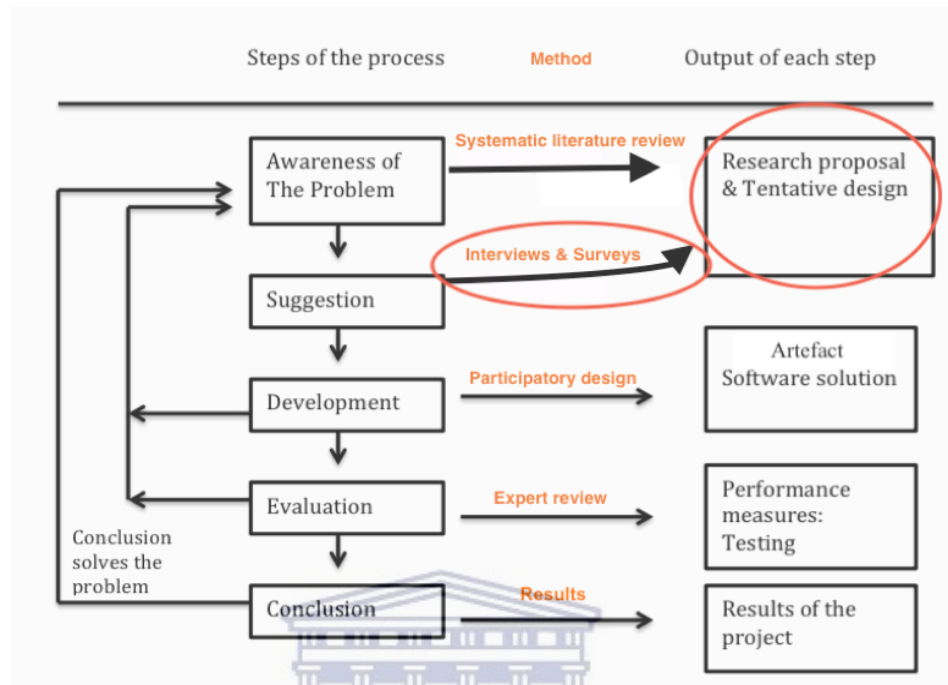 Steps of the process
Method
Output of each step
Awareness of
The Problem
Systematic literature review
Research proposal
& Tentative design
Interviews & Surveys
Suggestion
Artefact
Software solution
Participatory design
Development
Evaluation
Expert review
Performance
measures:
Testing
Conclusion
solves the
problem
Conclusion
Results
Results of the
project